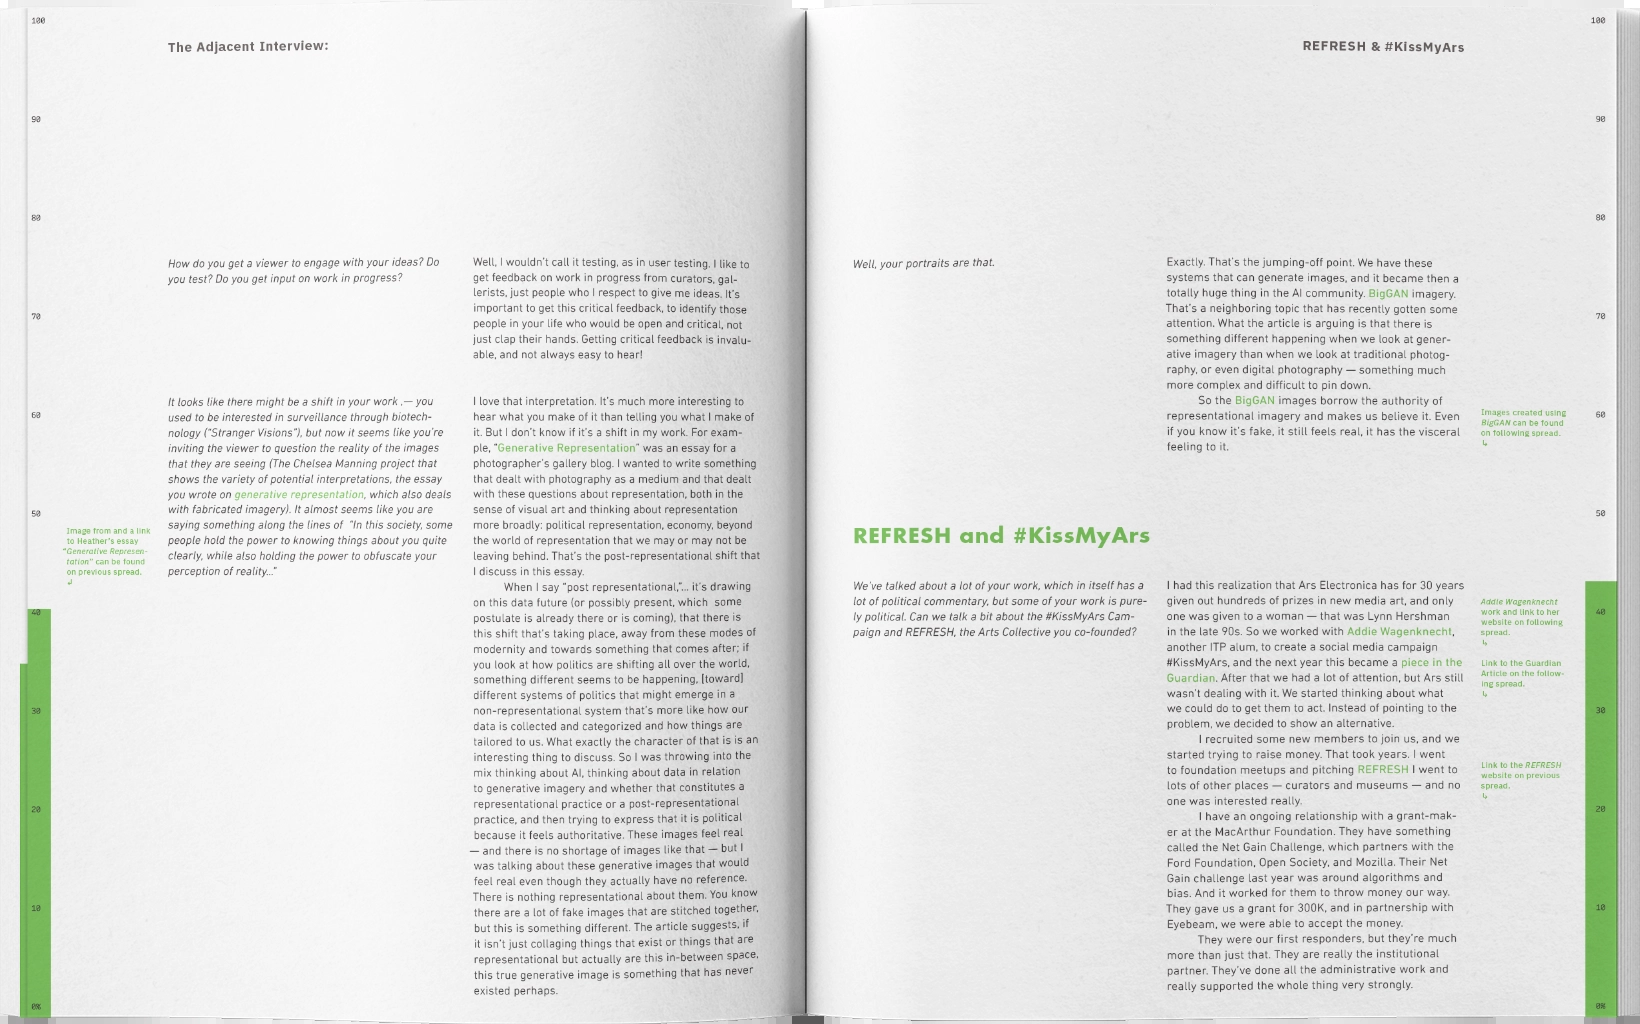 100
The Adjacent Interview:
90
80
How do you get a viewer to engage with your ideas? Do
you test? Do you get input on work in progress?
Well, I wouldn't call it testing, as in user testing. I like to
get feedback on work in progress from curators, gal-
lerists, just people who I respect to give me ideas. It's
important to get this critical feedback, to identify those
people in your life who would be open and critical, not
just clap their hands. Getting critical feedback is invalu-
able, and not always easy to hear!
70
60
It looks like there might be a shift in your work .— you
used to be interested in surveillance through biotech-
nology ("Stranger Visions"), but now it seems like you're
inviting the viewer to question the reality of the images
that they are seeing (The Chelsea Manning project that
shows the variety of potential interpretations, the essay
you wrote on generative representation, which also deals
with fabricated imagery). It almost seems like you are
saying something along the lines of "In this society, some
people hold the power to knowing things about you quite
clearly, while also holding the power to obfuscate your
perception of reality..."
50
Image from and a link
to Heather's essay
"Generative Represen-
tation" can be found
on previous spread.
↲
I love that interpretation. It's much more interesting to
hear what you make of it than telling you what I make of
it. But I don't know if it's a shift in my work. For exam-
ple, "Generative Representation" was an essay for a
photographer's gallery blog. I wanted to write something
that dealt with photography as a medium and that dealt
with these questions about representation, both in the
sense of visual art and thinking about representation
more broadly: political representation, economy, beyond
the world of representation that we may or may not be
leaving behind. That's the post-representational shift that
I discuss in this essay.
When I say "post representational,"... it's drawing
on this data future (or possibly present, which some
postulate is already there or is coming), that there is
this shift that's taking place, away from these modes of
modernity and towards something that comes after; if
you look at how politics are shifting all over the world,
something different seems to be happening, [toward]
different systems of politics that might emerge in a
non-representational system that's more like how our
data is collected and categorized and how things are
tailored to us. What exactly the character of that is is an
interesting thing to discuss. So I was throwing into the
mix thinking about AI, thinking about data in relation
to generative imagery and whether that constitutes a
representational practice or a post-representational
practice, and then trying to express that it is political
because it feels authoritative. These images feel real
— and there is no shortage of images like that — but I
was talking about these generative images that would
feel real even though they actually have no reference.
There is nothing representational about them. You know
there are a lot of fake images that are stitched together,
but this is something different. The article suggests, if
it isn't just collaging things that exist or things that are
representational but actually are this in-between space,
this true generative image is something that has never
existed perhaps.
40
30
20
10
0%
REFRESH & #KissMyArs
100
90
80
Well, your portraits are that.
Exactly. That's the jumping-off point. We have these
systems that can generate images, and it became then a
totally huge thing in the AI community. BigGAN imagery.
That's a neighboring topic that has recently gotten some
attention. What the article is arguing is that there is
something different happening when we look at gener-
ative imagery than when we look at traditional photog-
raphy, or even digital photography — something much
more complex and difficult to pin down.
So the BigGAN images borrow the authority of
representational imagery and makes us believe it. Even
if you know it's fake, it still feels real, it has the visceral
feeling to it.
70
60
Images created using
BigGAN can be found
on following spread.
↳
50
REFRESH and #KissMyArs
We've talked about a lot of your work, which in itself has a
lot of political commentary, but some of your work is pure-
ly political. Can we talk a bit about the #KissMyArs Cam-
paign and REFRESH, the Arts Collective you co-founded?
I had this realization that Ars Electronica has for 30 years
given out hundreds of prizes in new media art, and only
one was given to a woman — that was Lynn Hershman
in the late 90s. So we worked with Addie Wagenknecht,
another ITP alum, to create a social media campaign
#KissMyArs, and the next year this became a piece in the
Guardian. After that we had a lot of attention, but Ars still
wasn't dealing with it. We started thinking about what
we could do to get them to act. Instead of pointing to the
problem, we decided to show an alternative.
I recruited some new members to join us, and we
started trying to raise money. That took years. I went
to foundation meetups and pitching REFRESH I went to
lots of other places — curators and museums — and no
one was interested really.
I have an ongoing relationship with a grant-mak-
er at the MacArthur Foundation. They have something
called the Net Gain Challenge, which partners with the
Ford Foundation, Open Society, and Mozilla. Their Net
Gain challenge last year was around algorithms and
bias. And it worked for them to throw money our way.
They gave us a grant for 300K, and in partnership with
Eyebeam, we were able to accept the money.
They were our first responders, but they're much
more than just that. They are really the institutional
partner. They've done all the administrative work and
really supported the whole thing very strongly.
Addie Wagenknecht
work and link to her
website on following
spread.
↳
Link to the Guardian
Article on the follow-
ing spread.
↳
Link to the REFRESH
website on previous
spread.
↳
40
30
20
10
0%